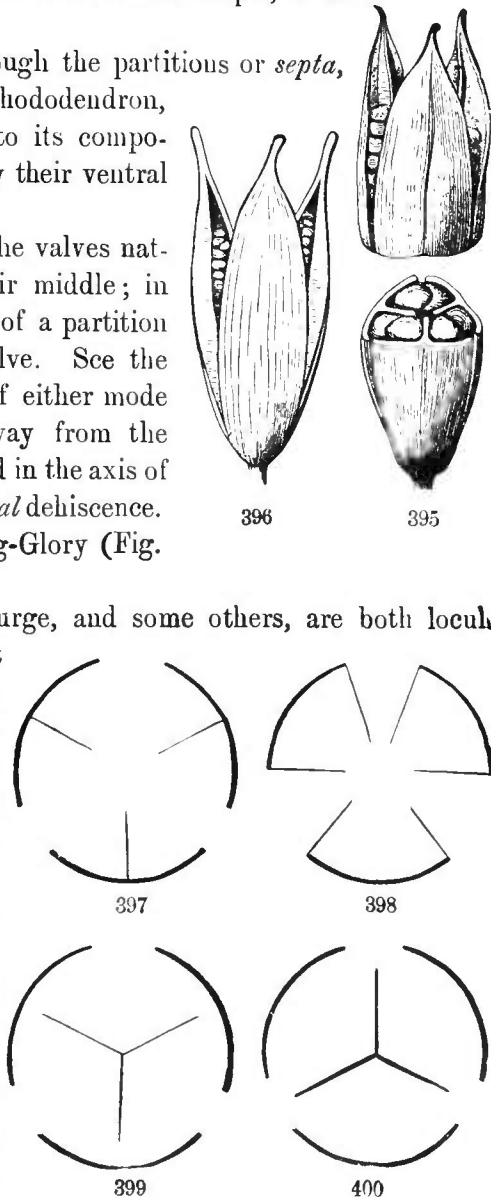 ugh the partitions or septa,
hododendron,
to its compo-
y their ventral
he valves nat-
ir middle; in
of a partition
lve. See the
f either mode
way from the
l in the axis of
al dehiscence.
g-Glory (Fig.
396
395
urge, and some others, are both locul
397
398
399
400